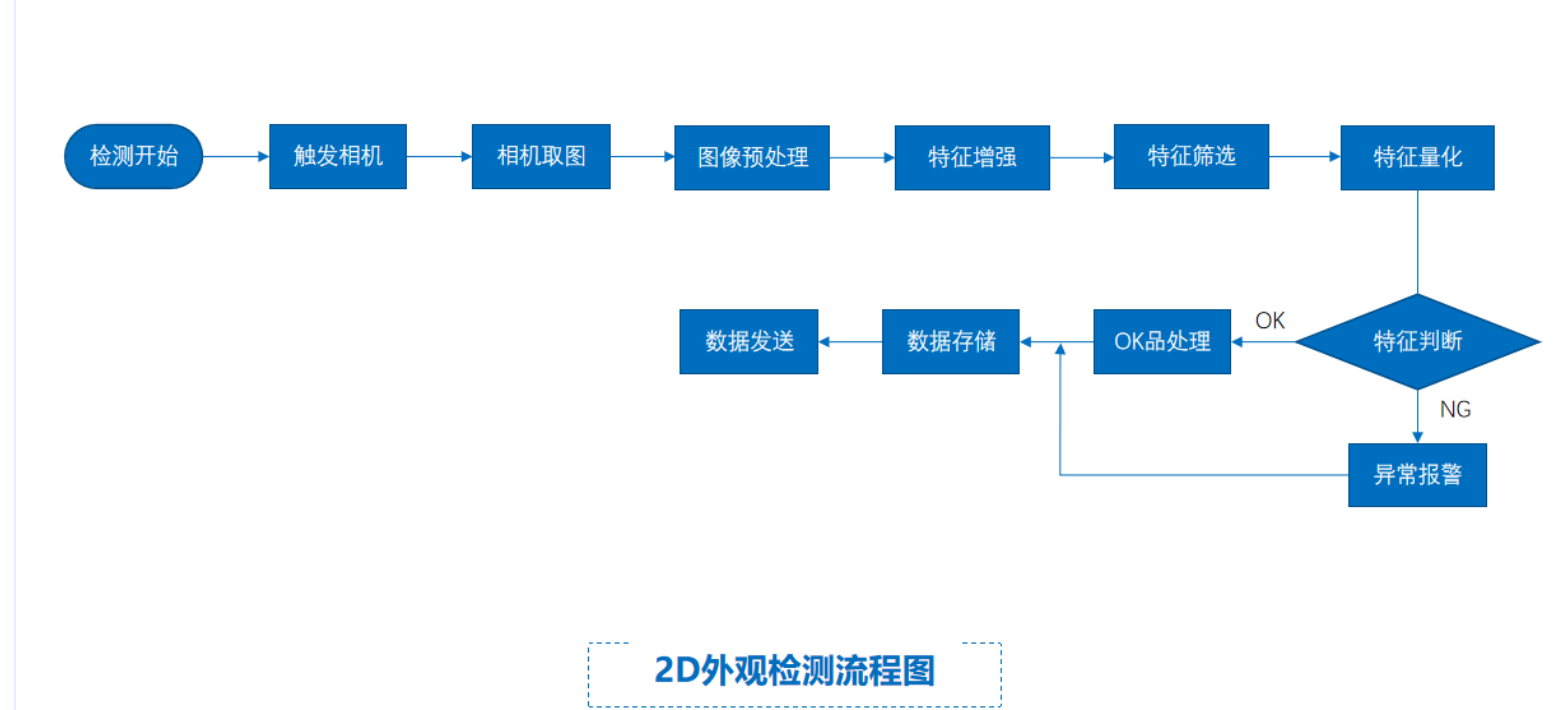 检测开始
触发相机
相机取图
图像预处理
特征增强
特征筛选
特征量化
数据发送
数据存储
OK品处理
OK
特征判断
NG
异常报警
2D外观检测流程图